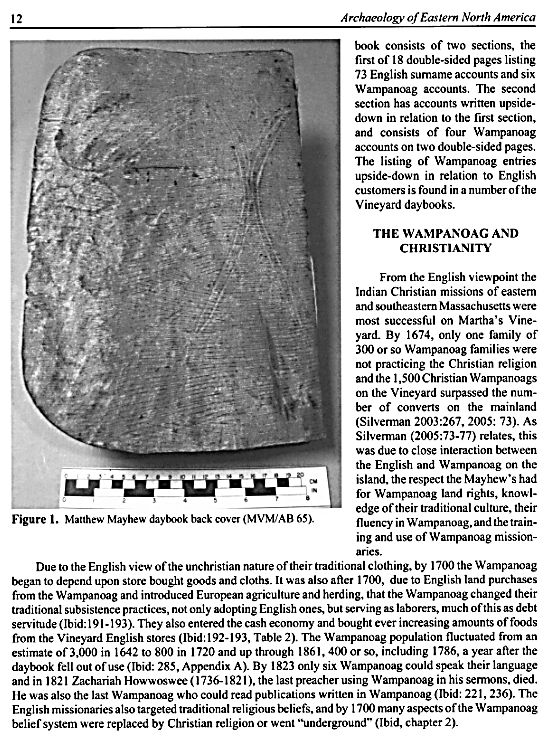 12
Archaeology of Eastern North America
book consists of two sections, the
first of 18 double-sided pages listing
73 English surname accounts and six
Wampanoag accounts. The second
section has accounts written upside-
down in relation to the first section,
and consists of four Wampanoag
accounts on two double-sided pages.
The listing of Wampanoag entries
upside-down in relation to English
customers is found in a number of the
Vineyard daybooks.
THE WAMPANOAG AND
CHRISTIANITY
From the English viewpoint the
Indian Christian missions of eastern
and southeastern Massachusetts were
most successful on Martha's Vine-
yard. By 1674, only one family of
300 or so Wampanoag families were
not practicing the Christian religion
and the 1,500 Christian Wampanoags
on the Vineyard surpassed the num-
ber of converts on the mainland
(Silverman 2003:267, 2005: 73). As
Silverman (2005:73-77) relates, this
was due to close interaction between
the English and Wampanoag on the
island, the respect the Mayhew's had
for Wampanoag land rights, knowl-
edge of their traditional culture, their
fluency in Wampanoag, and the train-
ing and use of Wampanoag mission-
aries.
CM
IN
Figure 1. Matthew Mayhew daybook back cover (MVM/AB 65).
Due to the English view of the unchristian nature of their traditional clothing, by 1700 the Wampanoag
began to depend upon store bought goods and cloths. It was also after 1700, due to English land purchases
from the Wampanoag and introduced European agriculture and herding, that the Wampanoag changed their
traditional subsistence practices, not only adopting English ones, but serving as laborers, much of this as debt
servitude (Ibid:191-193). They also entered the cash economy and bought ever increasing amounts of foods
from the Vineyard English stores (Ibid:192-193, Table 2). The Wampanoag population fluctuated from an
estimate of 3,000 in 1642 to 800 in 1720 and up through 1861, 400 or so, including 1786, a year after the
daybook fell out of use (Ibid: 285, Appendix A). By 1823 only six Wampanoag could speak their language
and in 1821 Zachariah Howwoswee (1736-1821), the last preacher using Wampanoag in his sermons, died.
He was also the last Wampanoag who could read publications written in Wampanoag (Ibid: 221, 236). The
English missionaries also targeted traditional religious beliefs, and by 1700 many aspects of the Wampanoag
belief system were replaced by Christian religion or went "underground" (Ibid, chapter 2).